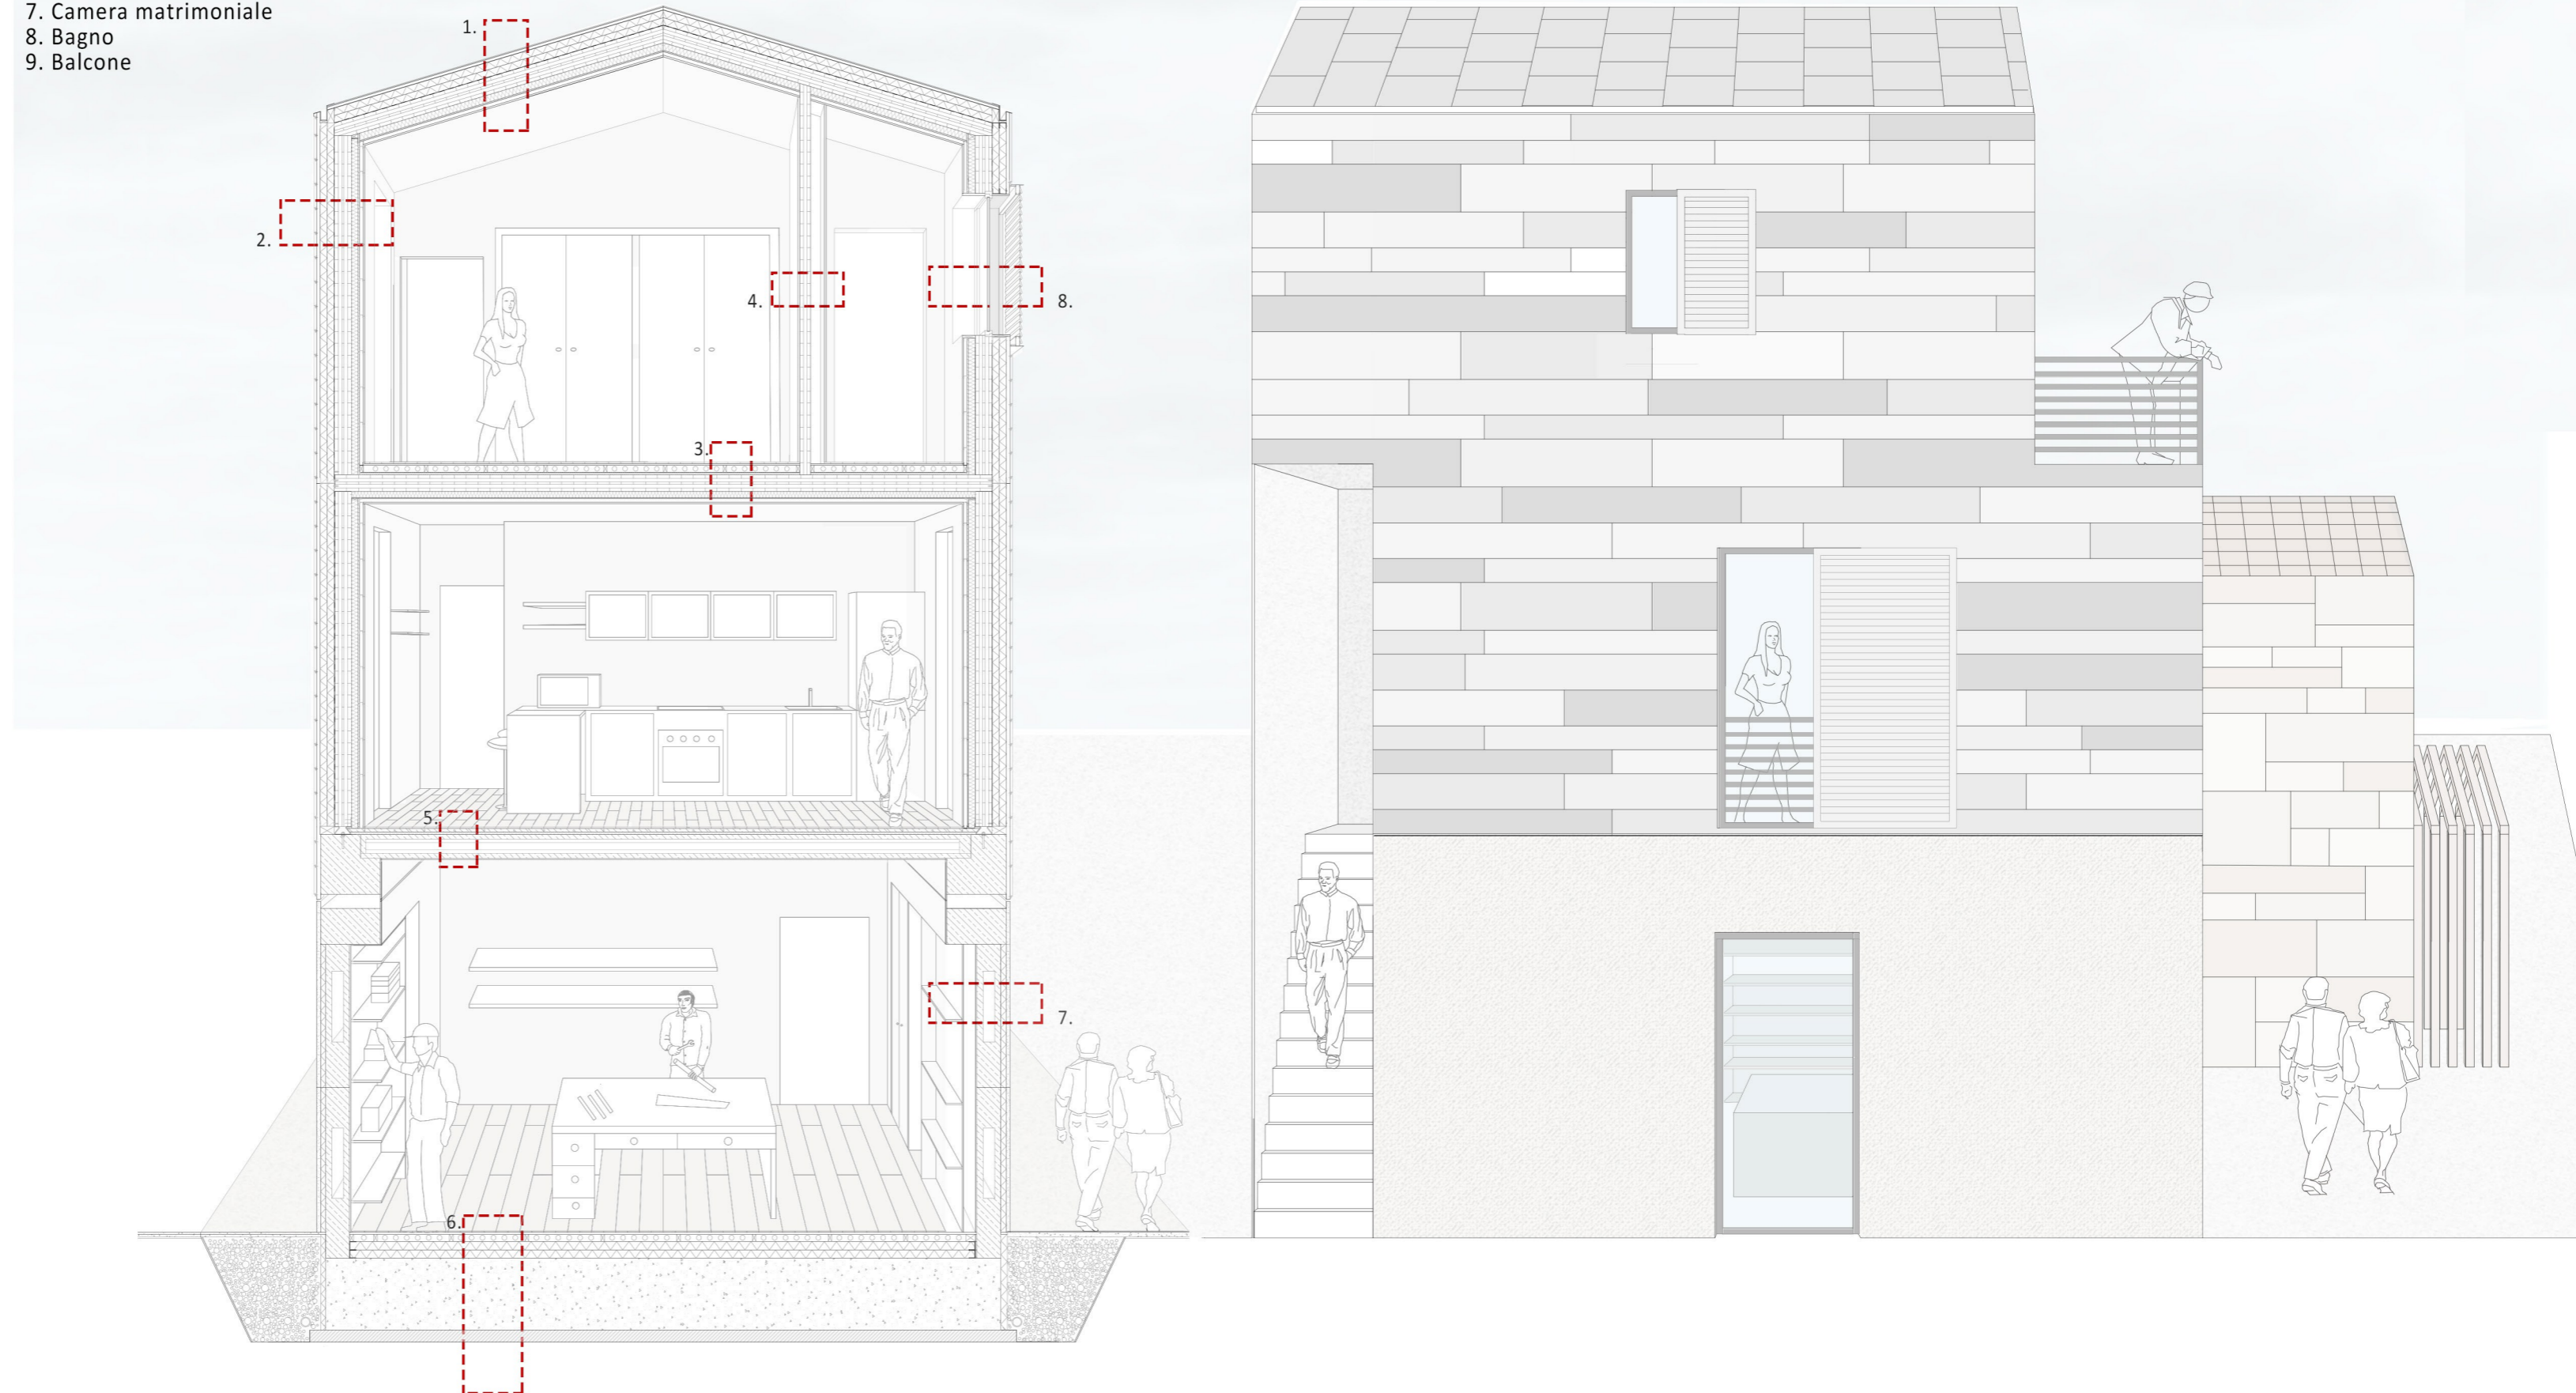 7. Camera matrimoniale
8. Bagno
9. Balcone
1.
2.
4.
8.
3.
5.
7.
6.